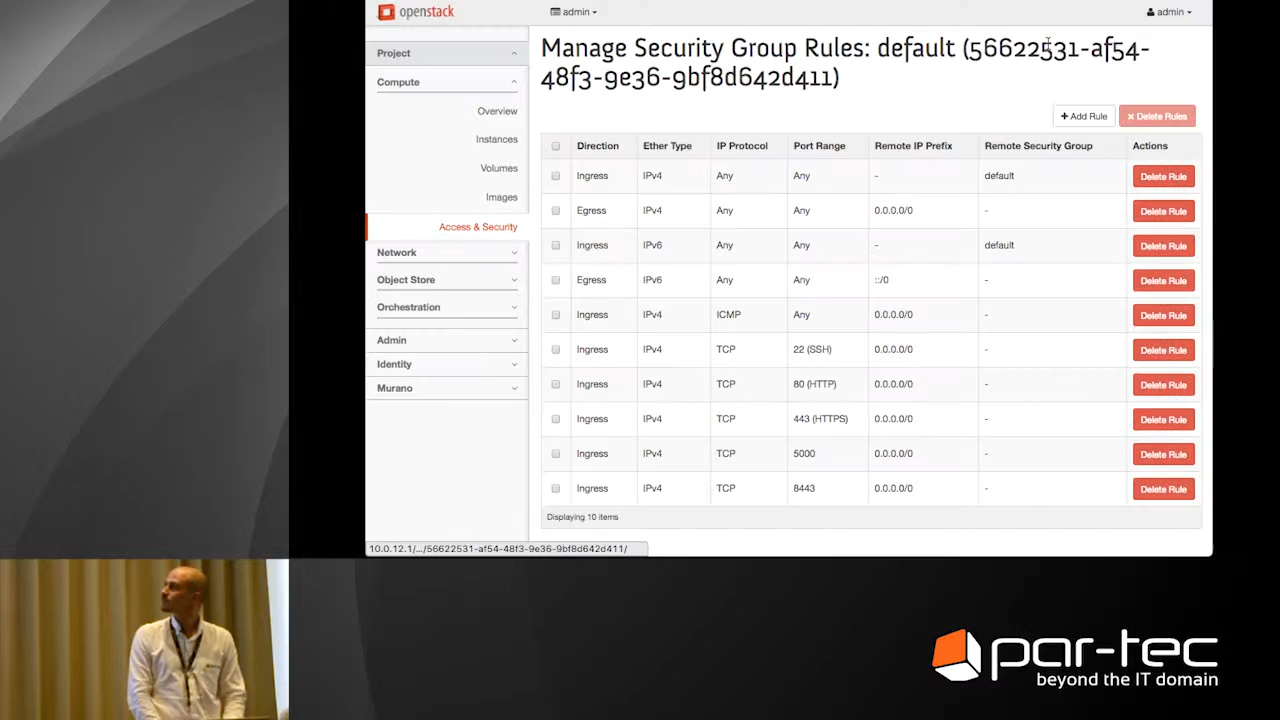 openstack
admin
admin
Project
Compute
Overview
Instances
Volumes
Images
Access & Security
Network
Object Store
Orchestration
Admin
Identity
Murano
Manage Security Group Rules: default (56622531-af54-
48f3-9e36-9bf8d642d411)
+ Add Rule
× Delete Rules
Direction Ether Type IP Protocol Port Range Remote IP Prefix Remote Security Group Actions
Ingress IPv4 Any Any - default Delete Rule
Egress IPv4 Any Any 0.0.0.0/0 - Delete Rule
Ingress IPv6 Any Any - default Delete Rule
Egress IPv6 Any Any ::/0 - Delete Rule
Ingress IPv4 ICMP Any 0.0.0.0/0 - Delete Rule
Ingress IPv4 TCP 22 (SSH) 0.0.0.0/0 - Delete Rule
Ingress IPv4 TCP 80 (HTTP) 0.0.0.0/0 - Delete Rule
Ingress IPv4 TCP 443 (HTTPS) 0.0.0.0/0 - Delete Rule
Ingress IPv4 TCP 5000 0.0.0.0/0 - Delete Rule
Ingress IPv4 TCP 8443 0.0.0.0/0 - Delete Rule
Displaying 10 items
10.0.12.1/.../56622531-af54-48f3-9e36-9bf8d642d411/
par-tec
beyond the IT domain